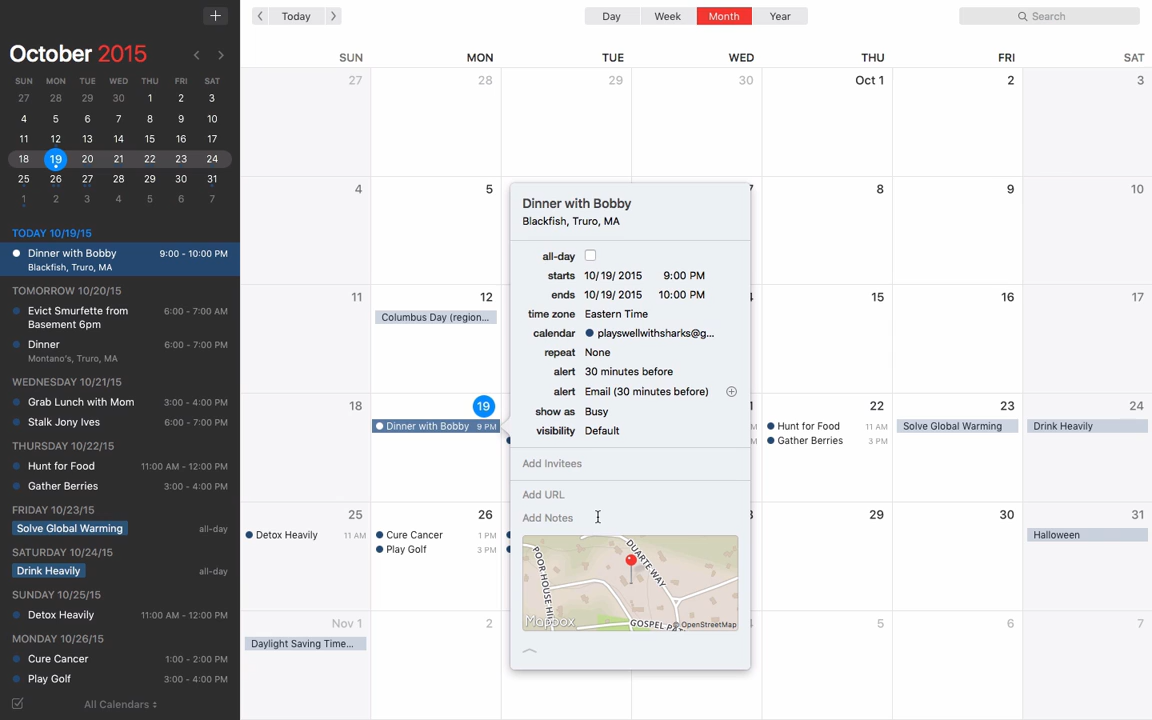 October 2015
SUN MON TUE WED THU FRI SAT
27 28 29 30 1 2 3
4 5 6 7 8 9 10
11 12 13 14 15 16 17
18 19 20 21 22 23 24
25 26 27 28 29 30 31
1 2 3 4 5 6 7
TODAY 10/19/15
Dinner with Bobby 9:00 - 10:00 PM
Blackfish, Truro, MA
TOMORROW 10/20/15
Evict Smurfette from 6:00 - 7:00 AM
Basement 6pm
Dinner 6:00 - 7:00 PM
Montano's, Truro, MA
WEDNESDAY 10/21/15
Grab Lunch with Mom 3:00 - 4:00 PM
Stalk Jony Ives 6:00 - 7:00 PM
THURSDAY 10/22/15
Hunt for Food 11:00 AM - 12:00 PM
Gather Berries 3:00 - 4:00 PM
FRIDAY 10/23/15
Solve Global Warming all-day
SATURDAY 10/24/15
Drink Heavily all-day
SUNDAY 10/25/15
Detox Heavily 11:00 AM - 12:00 PM
MONDAY 10/26/15
Cure Cancer 1:00 - 2:00 PM
Play Golf 3:00 - 4:00 PM
All Calendars
Today Day Week Month Year Search
SUN MON TUE WED THU FRI SAT
27 28 29 30 Oct 1 2 3
4 5 7 8 9 10
11 12 15 16 17
Columbus Day (region...
18 19 22 23 24
Dinner with Bobby 9 PM Hunt for Food 11 AM Solve Global Warming Drink Heavily
Gather Berries 3 PM
25 26 29 30 31
Detox Heavily 11 AM Cure Cancer 1 PM Halloween
Play Golf 3 PM
Nov 1 2 3 4 5 6 7
Daylight Saving Time...
Dinner with Bobby
Blackfish, Truro, MA
all-day
starts 10/19/2015 9:00 PM
ends 10/19/2015 10:00 PM
time zone Eastern Time
calendar playswellwithsharks@g...
repeat None
alert 30 minutes before
alert Email (30 minutes before)
show as Busy
visibility Default
Add Invitees
Add URL
Add Notes
POOR HOUSE HI
DUARTE WAY
Mapbox GOSPEL PAT © OpenStreetMap